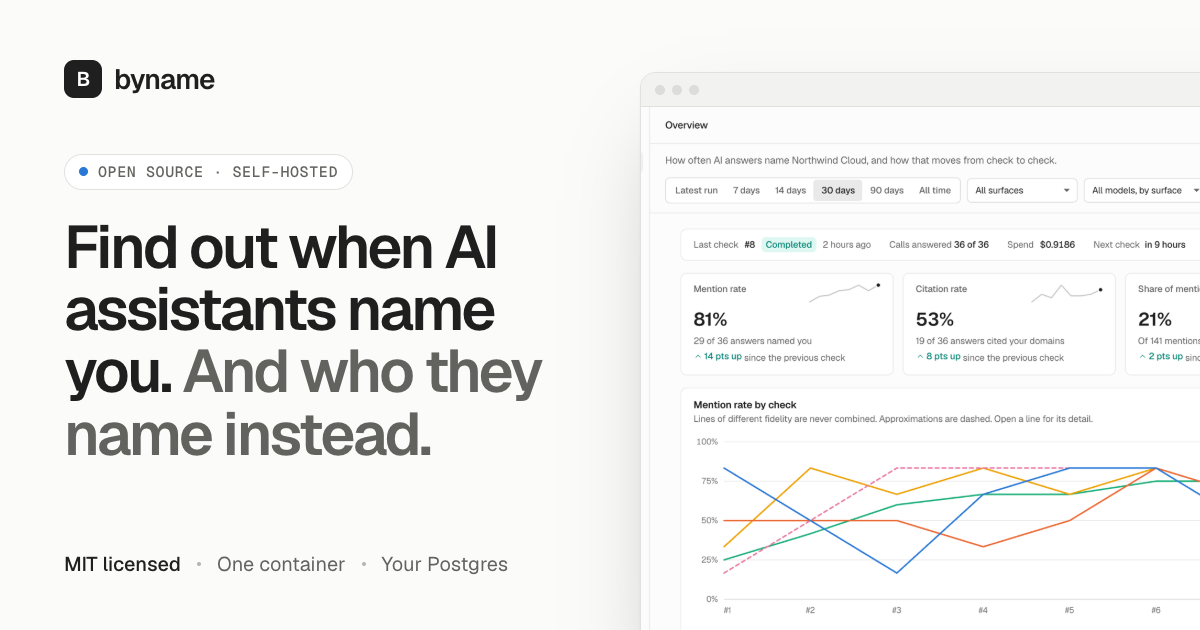 B byname
OPEN SOURCE · SELF-HOSTED
Find out when AI
assistants name
you. And who they
name instead.
MIT licensed • One container • Your Postgres
Overview
How often AI answers name Northwind Cloud, and how that moves from check to check.
Latest run 7 days 14 days 30 days 90 days All time All surfaces All models, by surface
Last check #8 Completed 2 hours ago Calls answered 36 of 36 Spend $0.9186 Next check in 9 hours
Mention rate
81%
29 of 36 answers named you
14 pts up since the previous check
Citation rate
53%
19 of 36 answers cited your domains
8 pts up since the previous check
Share of menti
21%
Of 141 mentions
2 pts up sinc
Mention rate by check
Lines of different fidelity are never combined. Approximations are dashed. Open a line for its detail.
100%
75%
50%
25%
0%
#1 #2 #3 #4 #5 #6